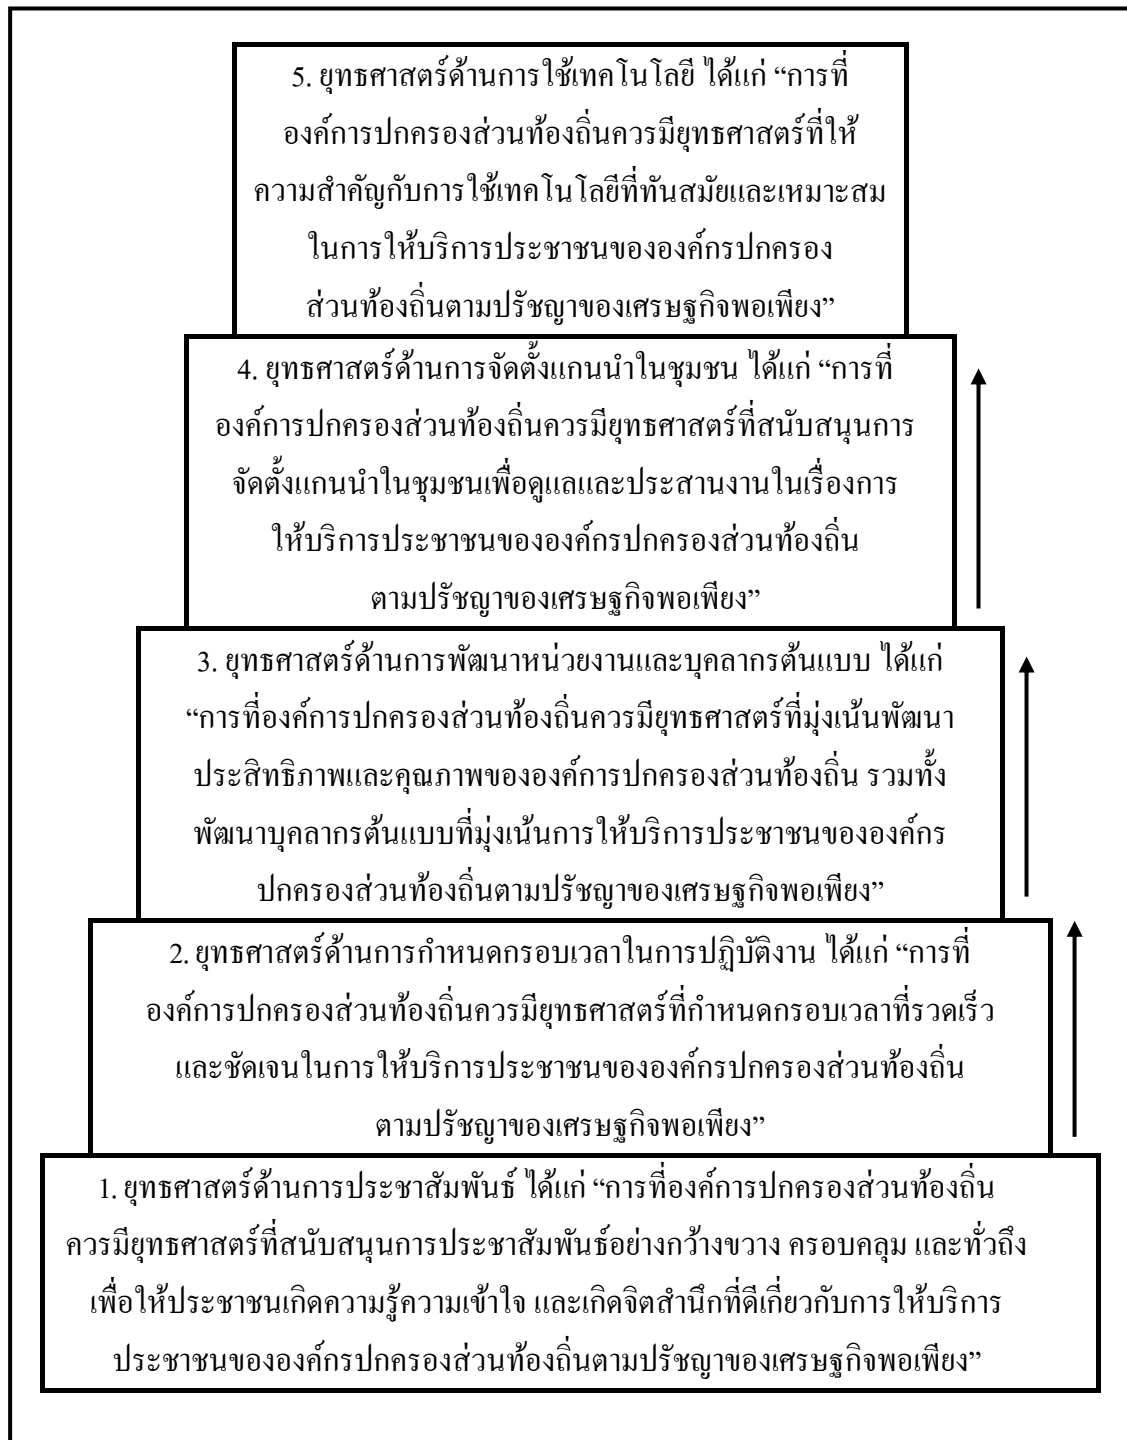 5. ยุทธศาสตร์ด้านการใช้เทคโนโลยี ได้แก่ “การที่
องค์การปกครองส่วนท้องถิ่นควรมียุทธศาสตร์ที่ให้
ความสำคัญกับการใช้เทคโนโลยีที่ทันสมัยและเหมาะสม
ในการให้บริการประชาชนขององค์กรปกครอง
ส่วนท้องถิ่นตามปรัชญาของเศรษฐกิจพอเพียง”
4. ยุทธศาสตร์ด้านการจัดตั้งแกนนำในชุมชน ได้แก่ “การที่
องค์การปกครองส่วนท้องถิ่นควรมียุทธศาสตร์ที่สนับสนุนการ
จัดตั้งแกนนำในชุมชนเพื่อดูแลและประสานงานในเรื่องการ
ให้บริการประชาชนขององค์กรปกครองส่วนท้องถิ่น
ตามปรัชญาของเศรษฐกิจพอเพียง”
3. ยุทธศาสตร์ด้านการพัฒนาหน่วยงานและบุคลากรต้นแบบ ได้แก่
“การที่องค์การปกครองส่วนท้องถิ่นควรมียุทธศาสตร์ที่มุ่งเน้นพัฒนา
ประสิทธิภาพและคุณภาพขององค์การปกครองส่วนท้องถิ่น รวมทั้ง
พัฒนาบุคลากรต้นแบบที่มุ่งเน้นการให้บริการประชาชนขององค์กร
ปกครองส่วนท้องถิ่นตามปรัชญาของเศรษฐกิจพอเพียง”
2. ยุทธศาสตร์ด้านการกำหนดกรอบเวลาในการปฏิบัติงาน ได้แก่ “การที่
องค์การปกครองส่วนท้องถิ่นควรมียุทธศาสตร์ที่กำหนดกรอบเวลาที่รวดเร็ว
และชัดเจนในการให้บริการประชาชนขององค์กรปกครองส่วนท้องถิ่น
ตามปรัชญาของเศรษฐกิจพอเพียง”
1. ยุทธศาสตร์ด้านการประชาสัมพันธ์ ได้แก่ “การที่องค์การปกครองส่วนท้องถิ่น
ควรมียุทธศาสตร์ที่สนับสนุนการประชาสัมพันธ์อย่างกว้างขวาง ครอบคลุม และทั่วถึง
เพื่อให้ประชาชนเกิดความรู้ความเข้าใจ และเกิดจิตสำนึกที่ดีเกี่ยวกับการให้บริการ
ประชาชนขององค์กรปกครองส่วนท้องถิ่นตามปรัชญาของเศรษฐกิจพอเพียง”